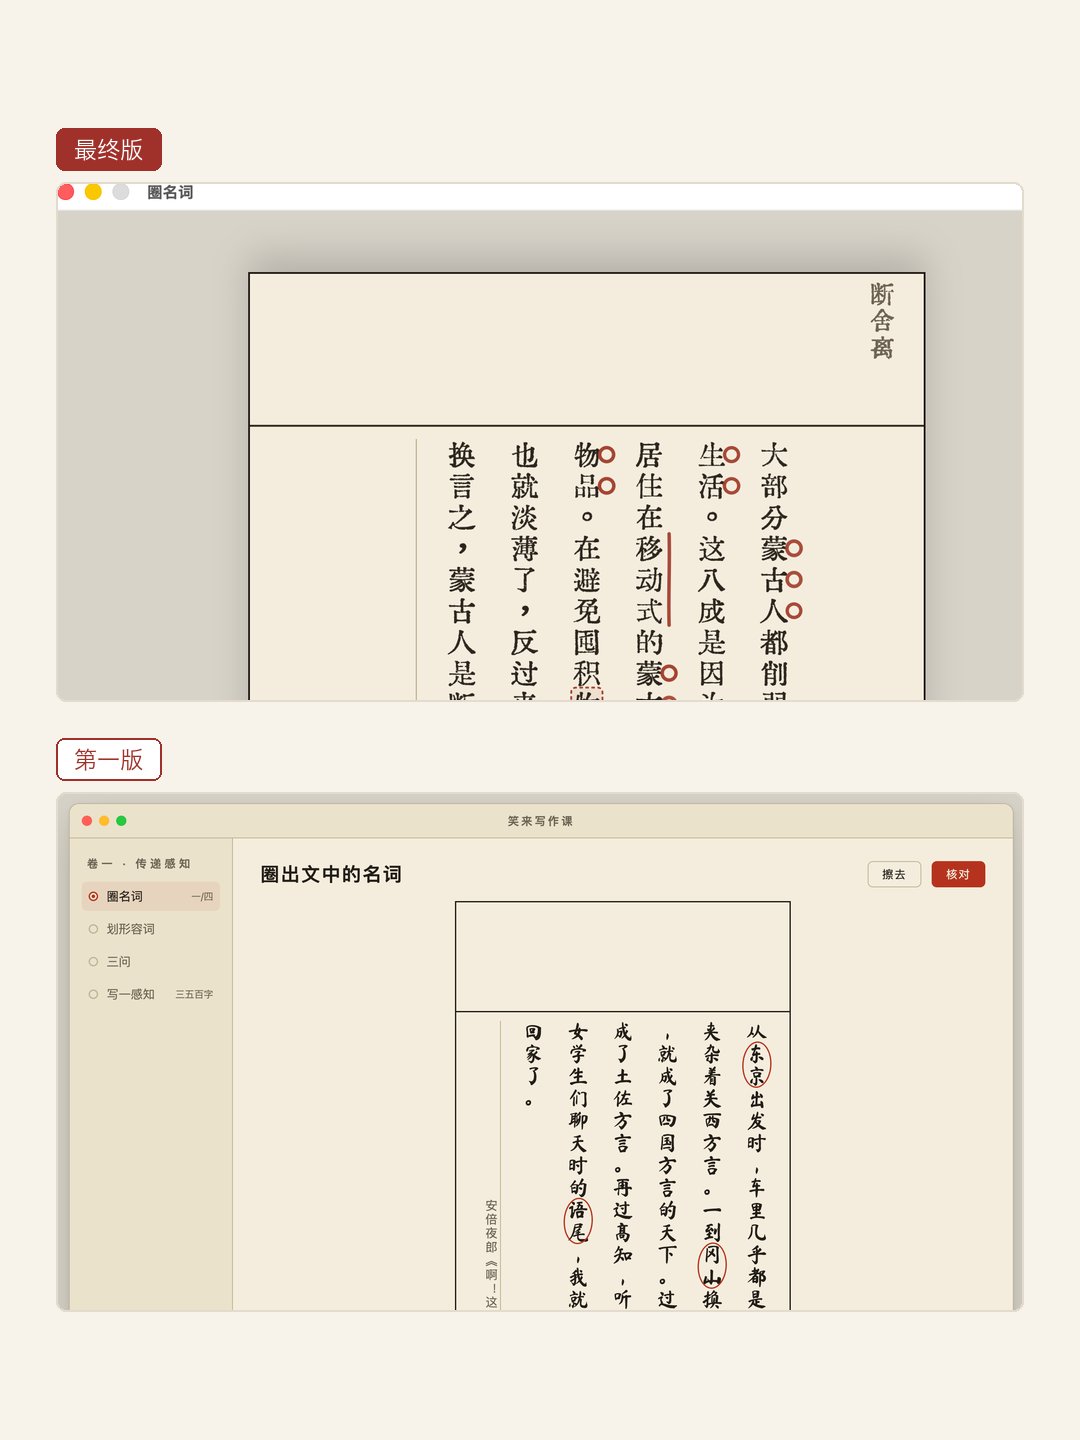 最终版
圈名词
断舍离
大部分蒙古人都削
生活。这八成是因
居住在移动式的蒙
物品。在避免囤积
也就淡薄了,反过
换言之,蒙古人是
第一版
笑来写作课
卷一 · 传递感知
圈名词 一/四
划形容词
三问
写一感知 三五百字
圈出文中的名词
擦去
核对
从东京出发时,车里几乎都是
夹杂着关西方言。一到冈山换
,就成了四国方言的天下。过
成了土佐方言。再过高知,听
女学生们聊天时的语尾,我就
回家了。
安倍夜郎《啊!这